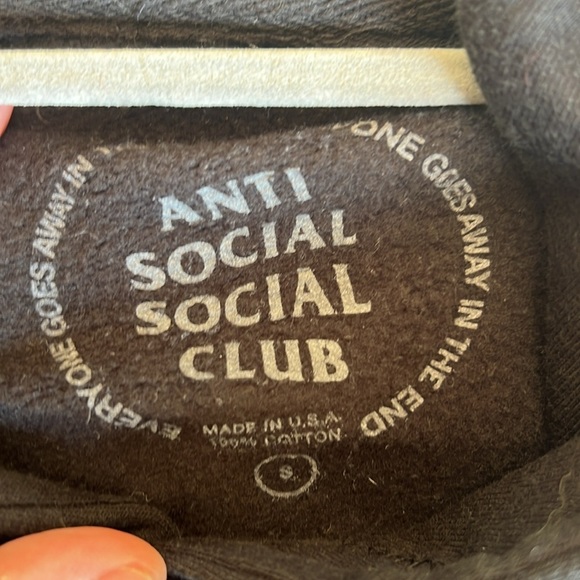 EVERYONE GOES AWAY IN
ONE GOES AWAY IN THE END
ANTI
SOCIAL
SOCIAL
CLUB
MADE IN U.S.A.
100% COTTON
S